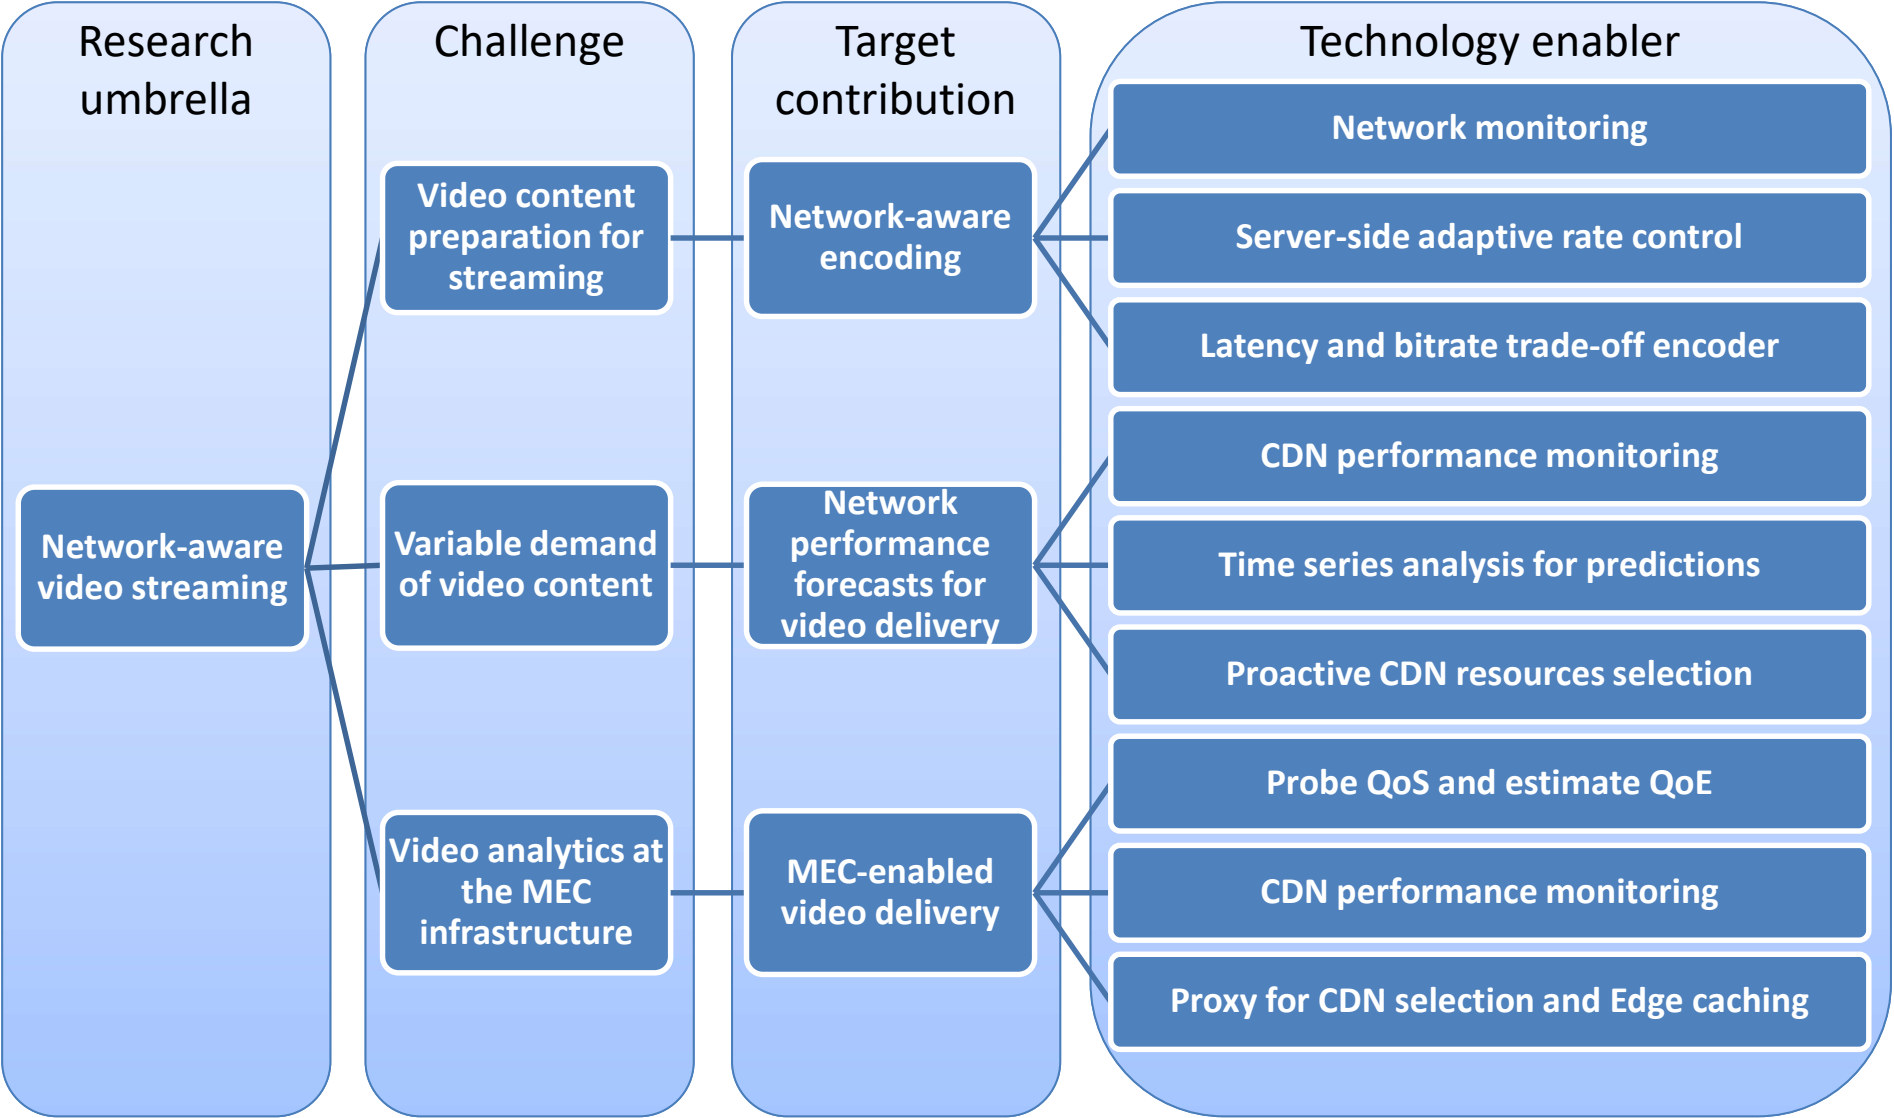 Research
umbrella
Challenge
Target
contribution
Technology enabler
Network-aware
video streaming
Video content
preparation for
streaming
Network-aware
encoding
Network monitoring
Server-side adaptive rate control
Latency and bitrate trade-off encoder
Variable demand
of video content
Network
performance
forecasts for
video delivery
CDN performance monitoring
Time series analysis for predictions
Proactive CDN resources selection
Video analytics at
the MEC
infrastructure
MEC-enabled
video delivery
Probe QoS and estimate QoE
CDN performance monitoring
Proxy for CDN selection and Edge caching